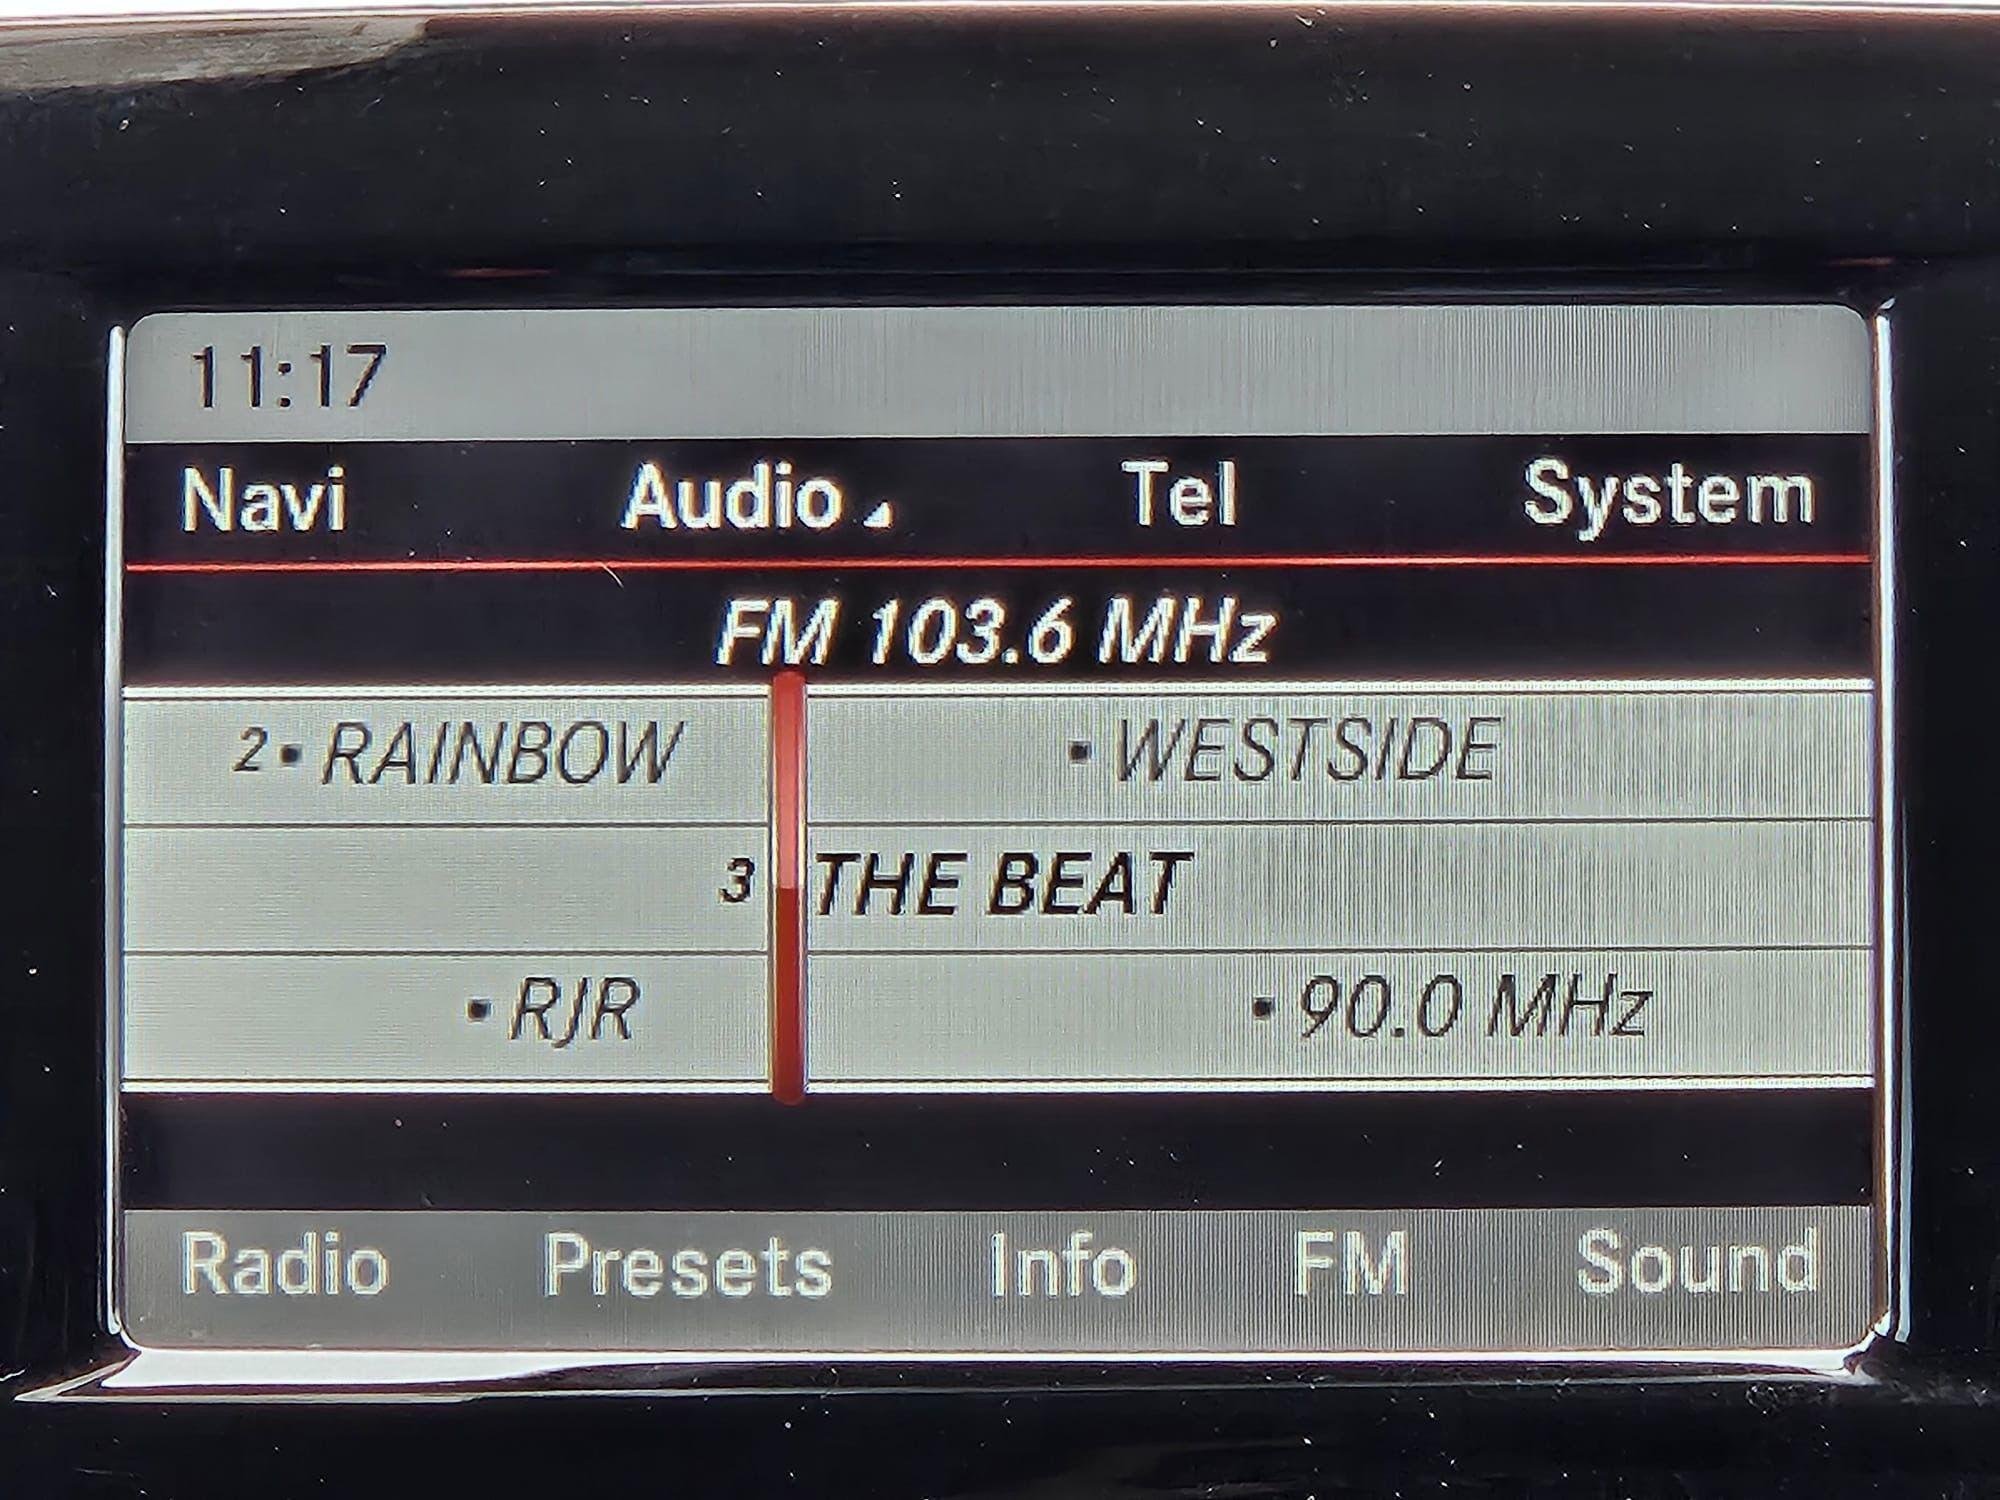 11:17
Navi Audio Tel System
FM 103.6 MHz
2 • RAINBOW • WESTSIDE
3 THE BEAT
• RJR • 90.0 MHz
Radio Presets Info FM Sound